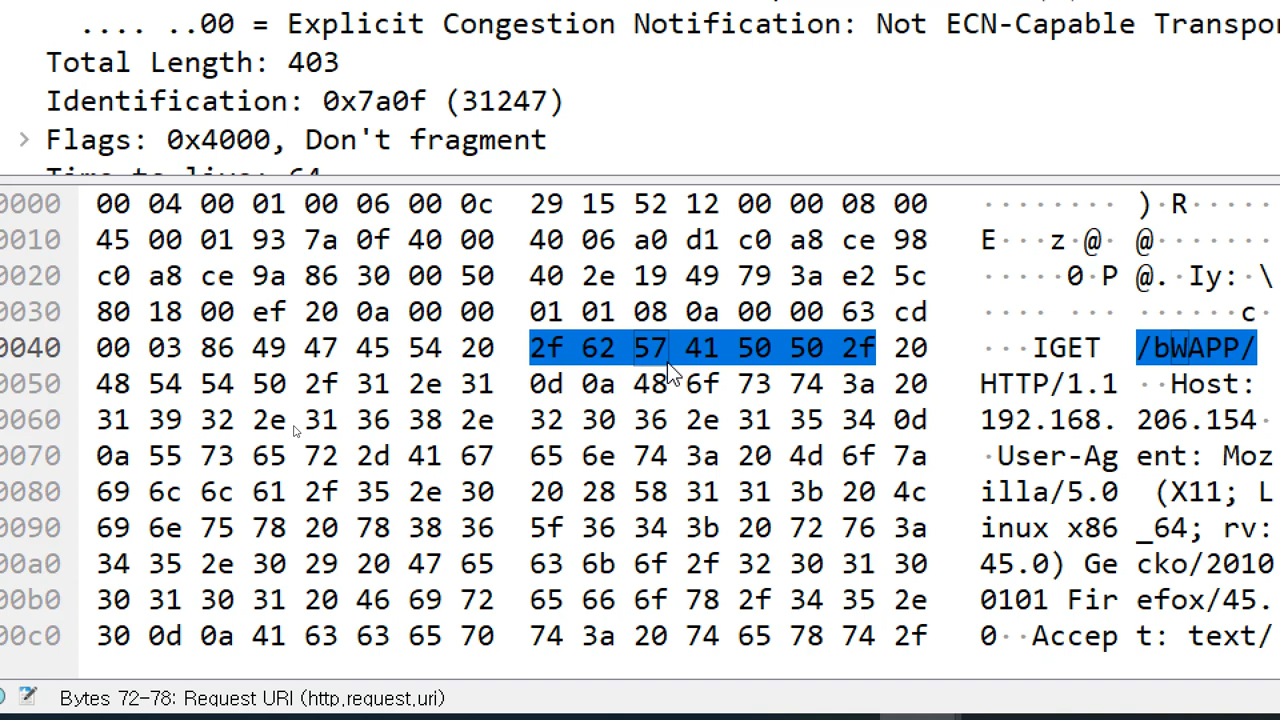 .... ..00 = Explicit Congestion Notification: Not ECN-Capable Transpo
Total Length: 403
Identification: 0x7a0f (31247)
Flags: 0x4000, Don't fragment
Time to live: 64
0000 00 04 00 01 00 06 00 0c 29 15 52 12 00 00 08 00 ········ )·R·····
0010 45 00 01 93 7a 0f 40 00 40 06 a0 d1 c0 a8 ce 98 E···z·@· @·······
0020 c0 a8 ce 9a 86 30 00 50 40 2e 19 49 79 3a e2 5c ·····0·P @.·Iy:·\
0030 80 18 00 ef 20 0a 00 00 01 01 08 0a 00 00 63 cd ···· ··· ······c·
0040 00 03 86 49 47 45 54 20 2f 62 57 41 50 50 2f 20 ···IGET /bWAPP/
0050 48 54 54 50 2f 31 2e 31 0d 0a 48 6f 73 74 3a 20 HTTP/1.1 ··Host:
0060 31 39 32 2e 31 36 38 2e 32 30 36 2e 31 35 34 0d 192.168. 206.154·
0070 0a 55 73 65 72 2d 41 67 65 6e 74 3a 20 4d 6f 7a ·User-Ag ent: Moz
0080 69 6c 6c 61 2f 35 2e 30 20 28 58 31 31 3b 20 4c illa/5.0 (X11; L
0090 69 6e 75 78 20 78 38 36 5f 36 34 3b 20 72 76 3a inux x86 _64; rv:
00a0 34 35 2e 30 29 20 47 65 63 6b 6f 2f 32 30 31 30 45.0) Ge cko/2010
00b0 30 31 30 31 20 46 69 72 65 66 6f 78 2f 34 35 2e 0101 Fir efox/45.
00c0 30 0d 0a 41 63 63 65 70 74 3a 20 74 65 78 74 2f 0··Accep t: text/
Bytes 72-78: Request URI (http.request.uri)